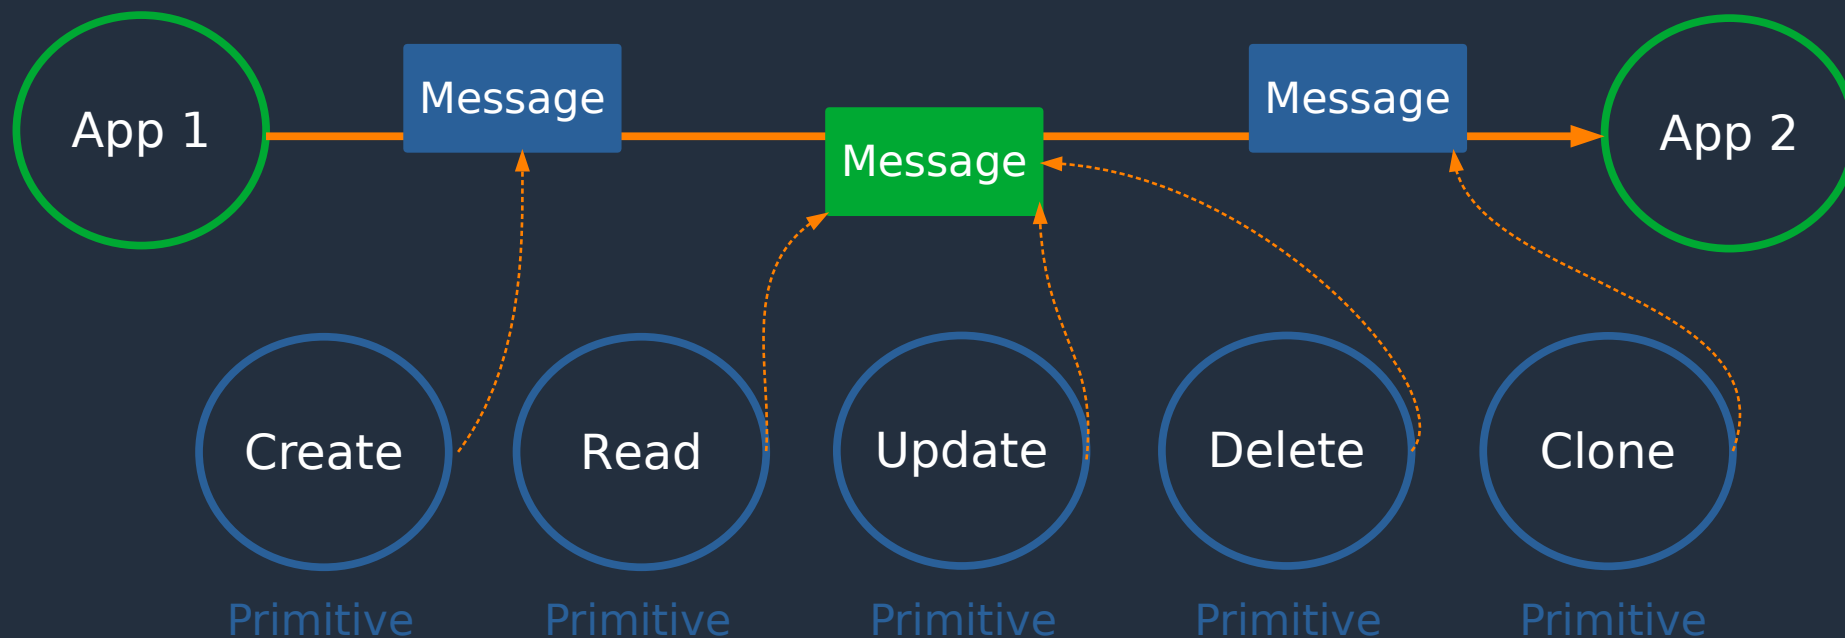 App 1
Message
Message
Message
App 2
Create
Read
Update
Delete
Clone
Primitive
Primitive
Primitive
Primitive
Primitive